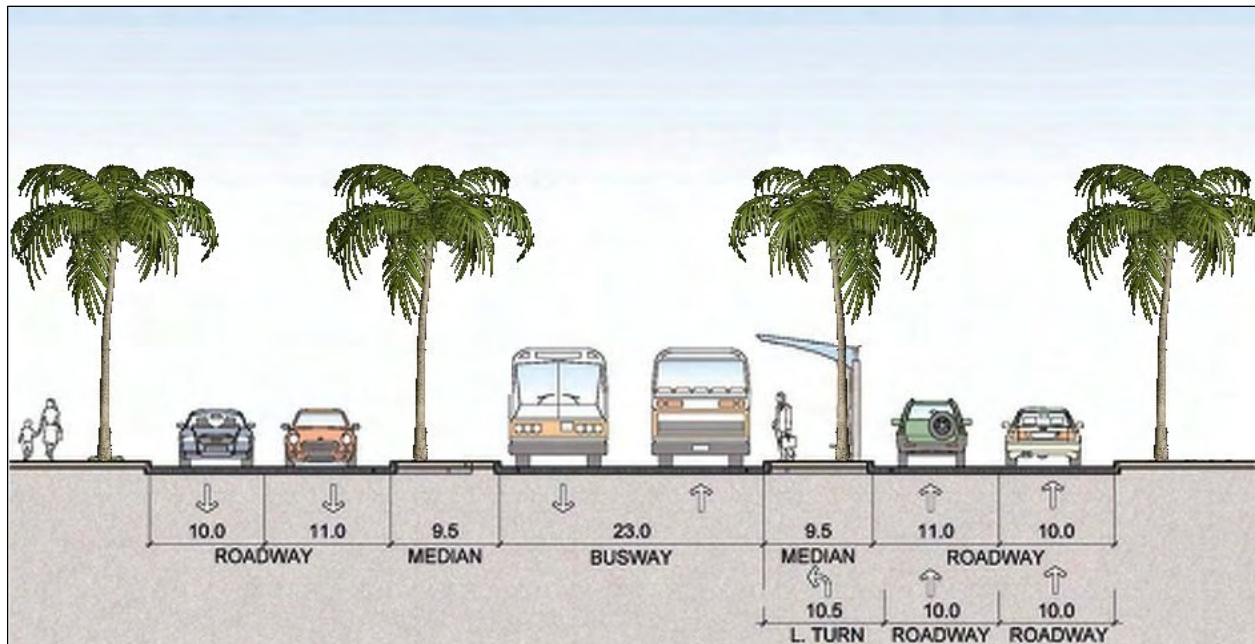 10.0 11.0 9.5 23.0 9.5 11.0 10.0
ROADWAY MEDIAN BUSWAY MEDIAN ROADWAY
10.5 10.0 10.0
L. TURN ROADWAY ROADWAY